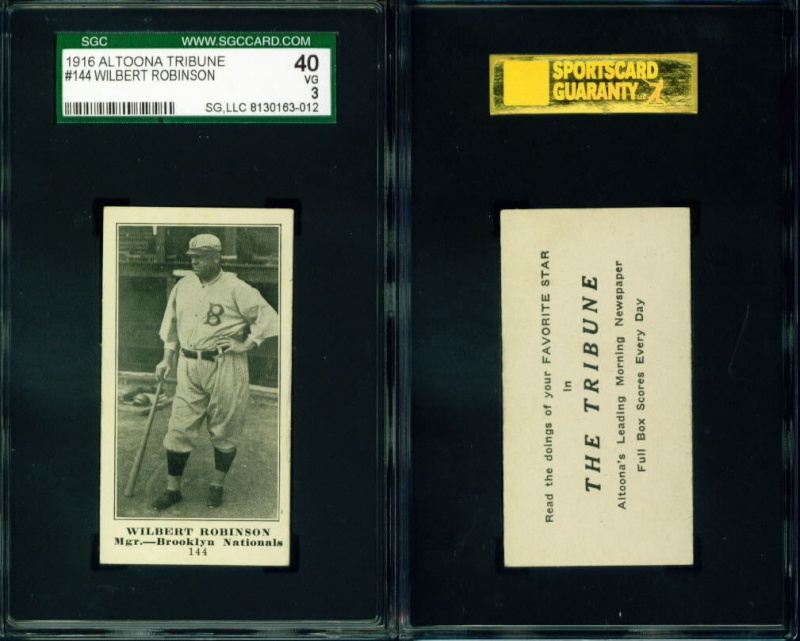 SGC WWW.SGCCARD.COM
1916 ALTOONA TRIBUNE 40
#144 WILBERT ROBINSON VG
3
SG,LLC 8130163-012
B
WILBERT ROBINSON
Mgr.—Brooklyn Nationals
144
SPORTSCARD
GUARANTY
Read the doings of your FAVORITE STAR
In
THE TRIBUNE
Altoona's Leading Morning Newspaper
Full Box Scores Every Day